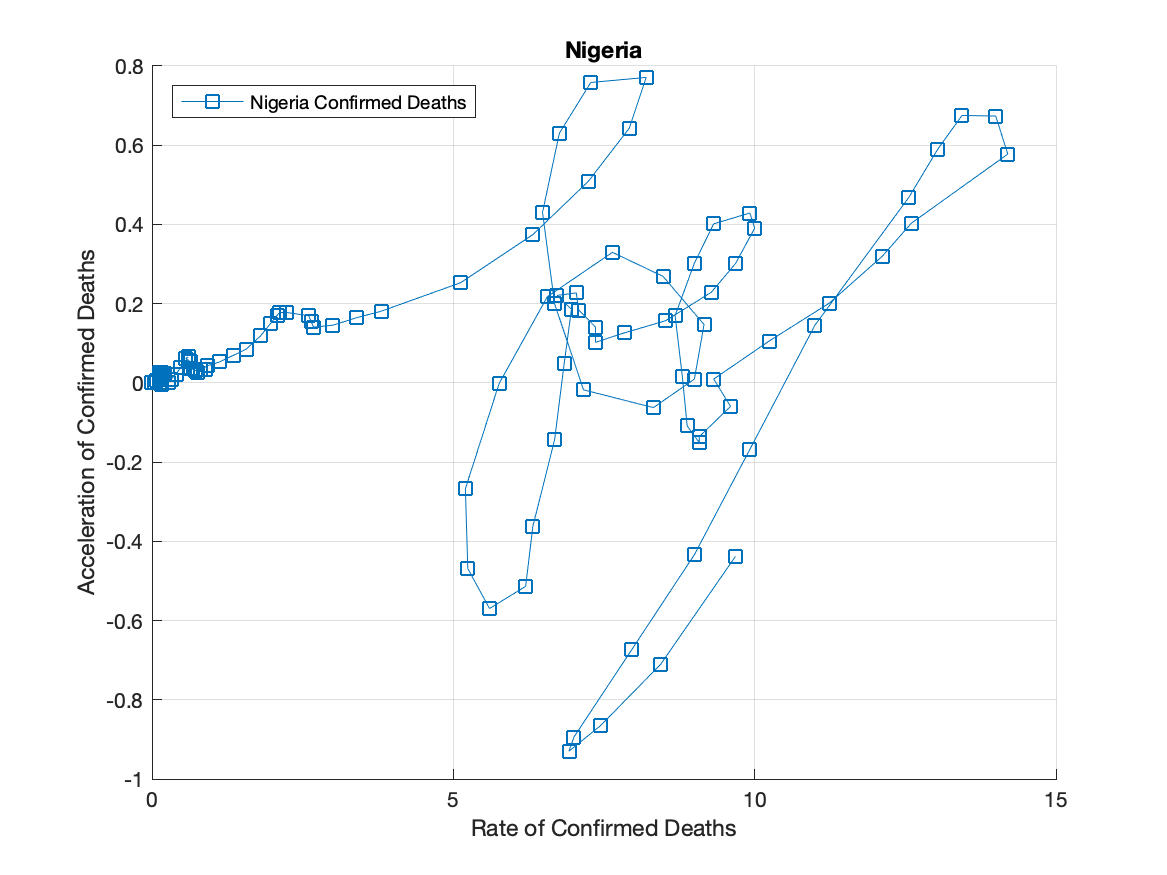 Nigeria
Nigeria Confirmed Deaths
0.8
0.6
0.4
0.2
0
-0.2
-0.4
-0.6
-0.8
-1
Acceleration of Confirmed Deaths
0 5 10 15
Rate of Confirmed Deaths